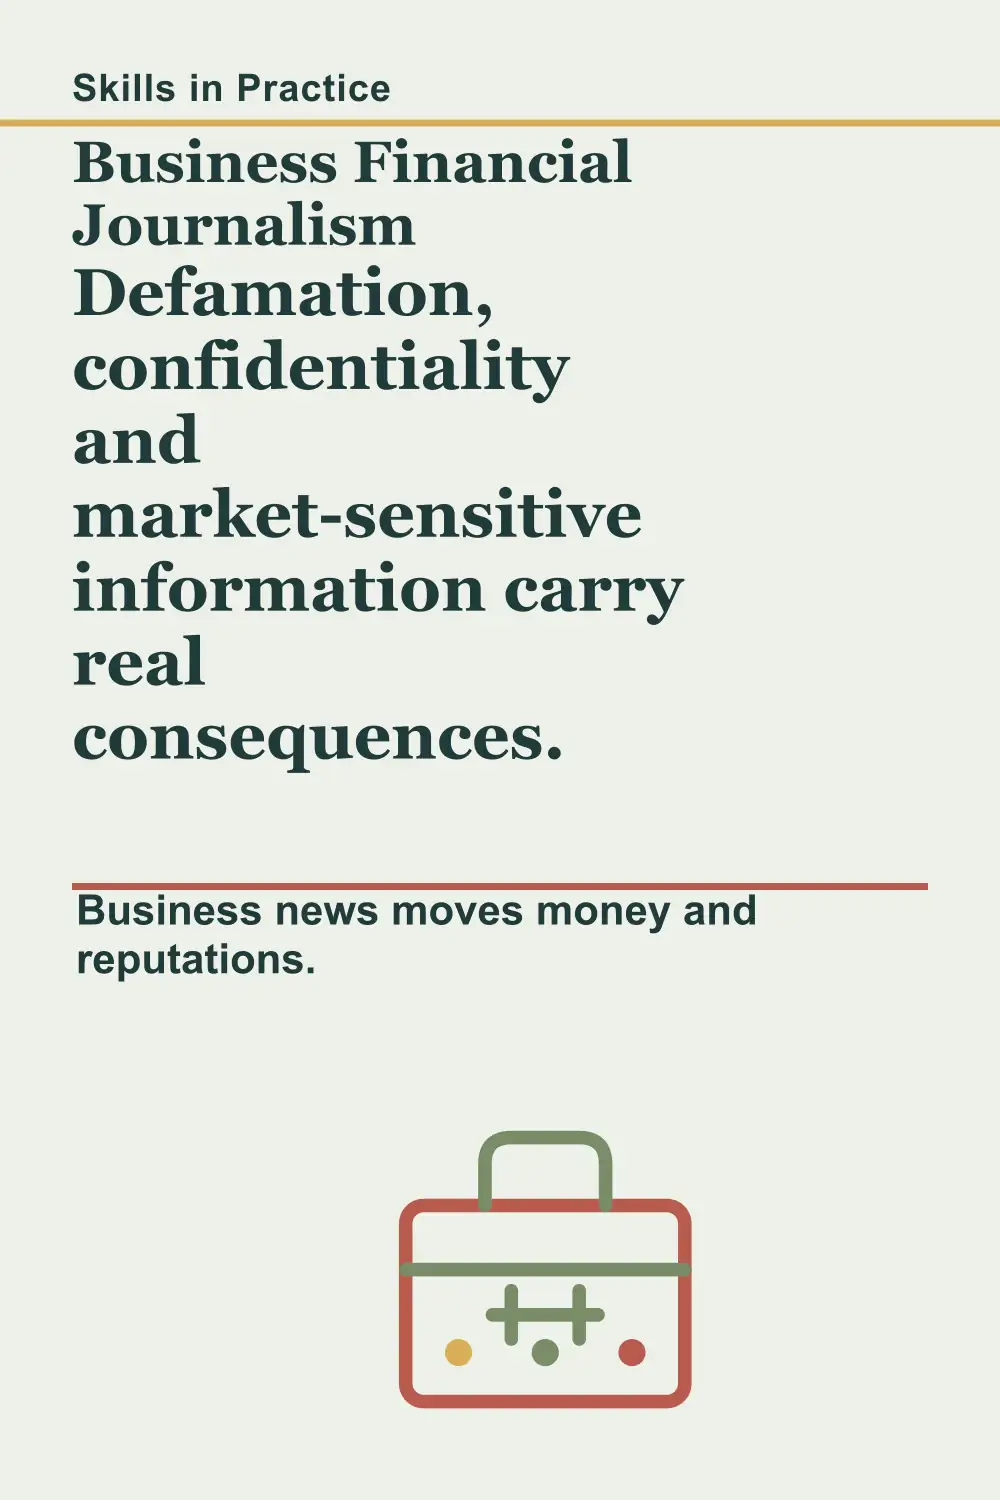 Skills in Practice
Business Financial
Journalism
Defamation,
confidentiality
and
market-sensitive
information carry
real
consequences.
Business news moves money and
reputations.